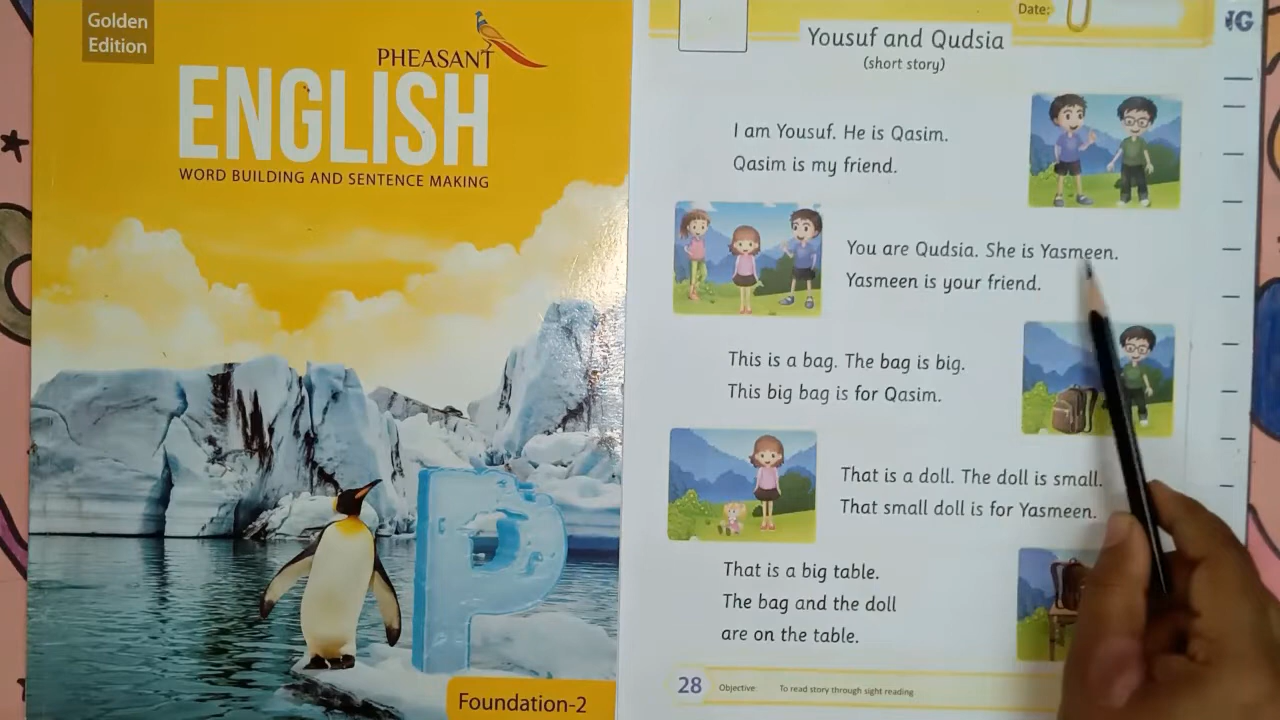 Golden
Edition
PHEASANT
ENGLISH
WORD BUILDING AND SENTENCE MAKING
P
Foundation-2
Date:
Yousuf and Qudsia
(short story)
I am Yousuf. He is Qasim.
Qasim is my friend.
You are Qudsia. She is Yasmeen.
Yasmeen is your friend.
This is a bag. The bag is big.
This big bag is for Qasim.
That is a doll. The doll is small.
That small doll is for Yasmeen.
That is a big table.
The bag and the doll
are on the table.
28
Objective:
To read story through sight reading